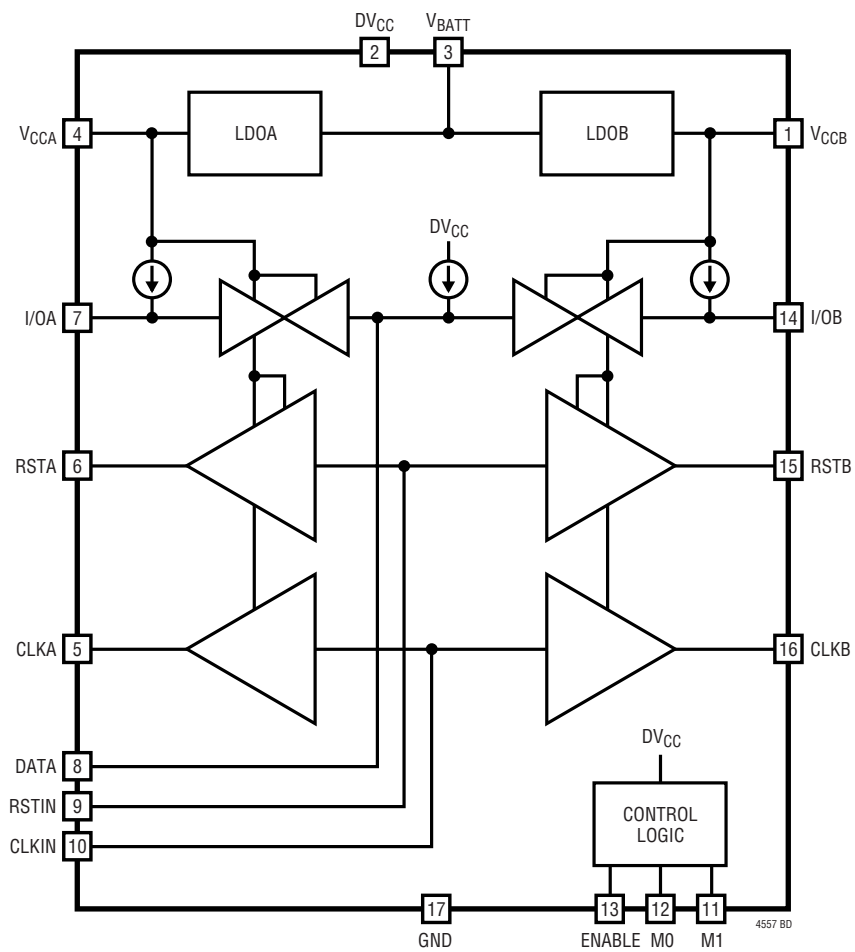 DVCC VBATT
2 3
VCCA 4 LDOA LDOB 1 VCCB
DVCC
I/OA 7 14 I/OB
RSTA 6 15 RSTB
CLKA 5 16 CLKB
DVCC
DATA 8
RSTIN 9
CLKIN 10
CONTROL
LOGIC
17 13 12 11
GND ENABLE M0 M1
4557 BD